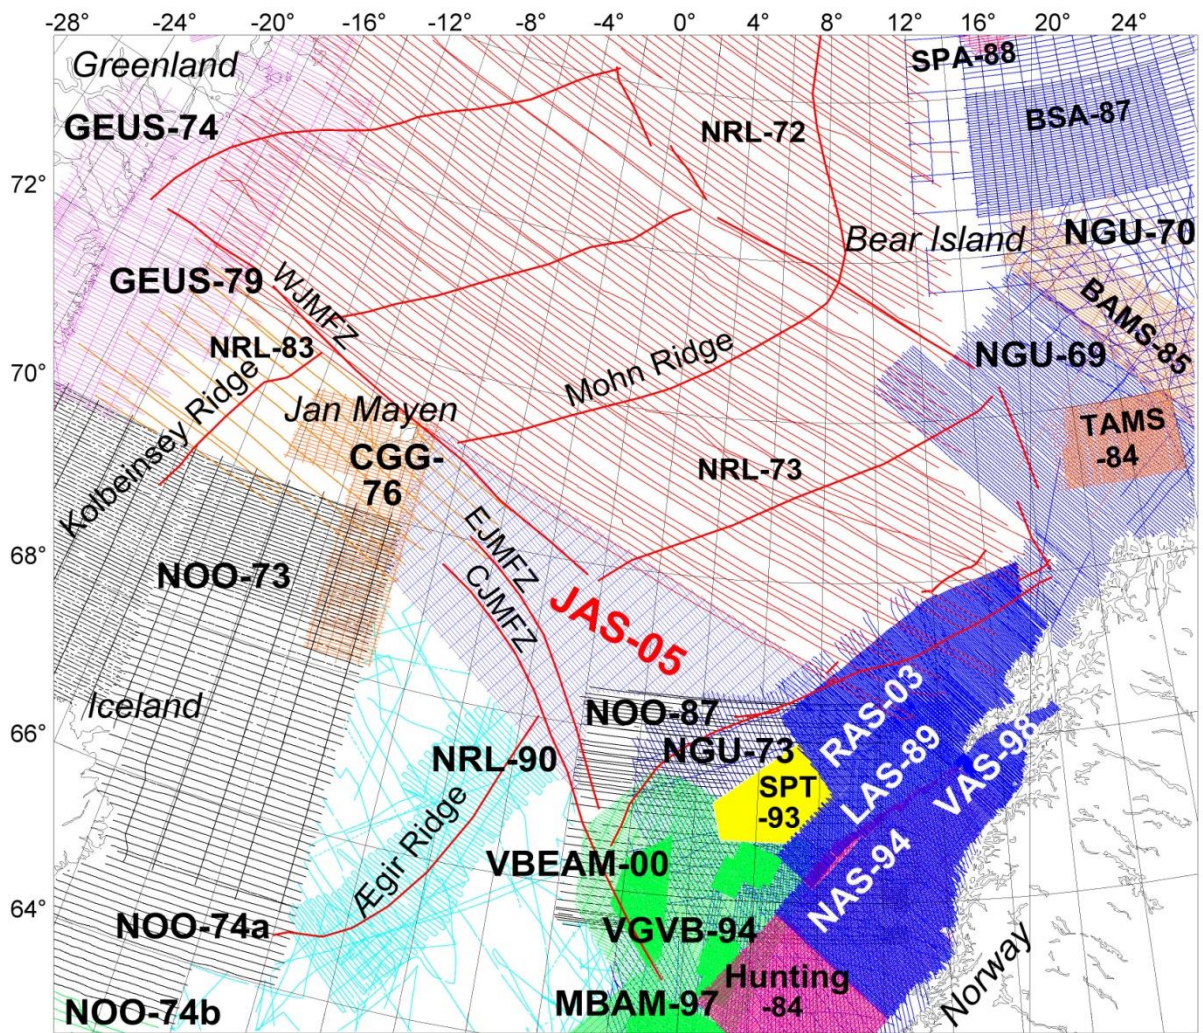 -28° -24° -20° -16° -12° -8° -4° 0° 4° 8° 12° 16° 20° 24°
Greenland
SPA-88
GEUS-74
BSA-87
NRL-72
72°
Bear Island
NGU-70
GEUS-79
WJMFZ
BAMS-85
NRL-83
NGU-69
70°
Mohn Ridge
Kolbeinsey Ridge
Jan Mayen
TAMS
-84
CGG-
76
NRL-73
EJMFZ
68°
NOO-73
CJMFZ
JAS-05
Iceland
NOO-87
RAS-03
66°
NGU-73
NRL-90
LAS-89
VAS-98
SPT
-93
Ægir Ridge
VBEAM-00
NAS-94
64°
NOO-74a
VGVB-94
Hunting
-84
Norway
MBAM-97
NOO-74b